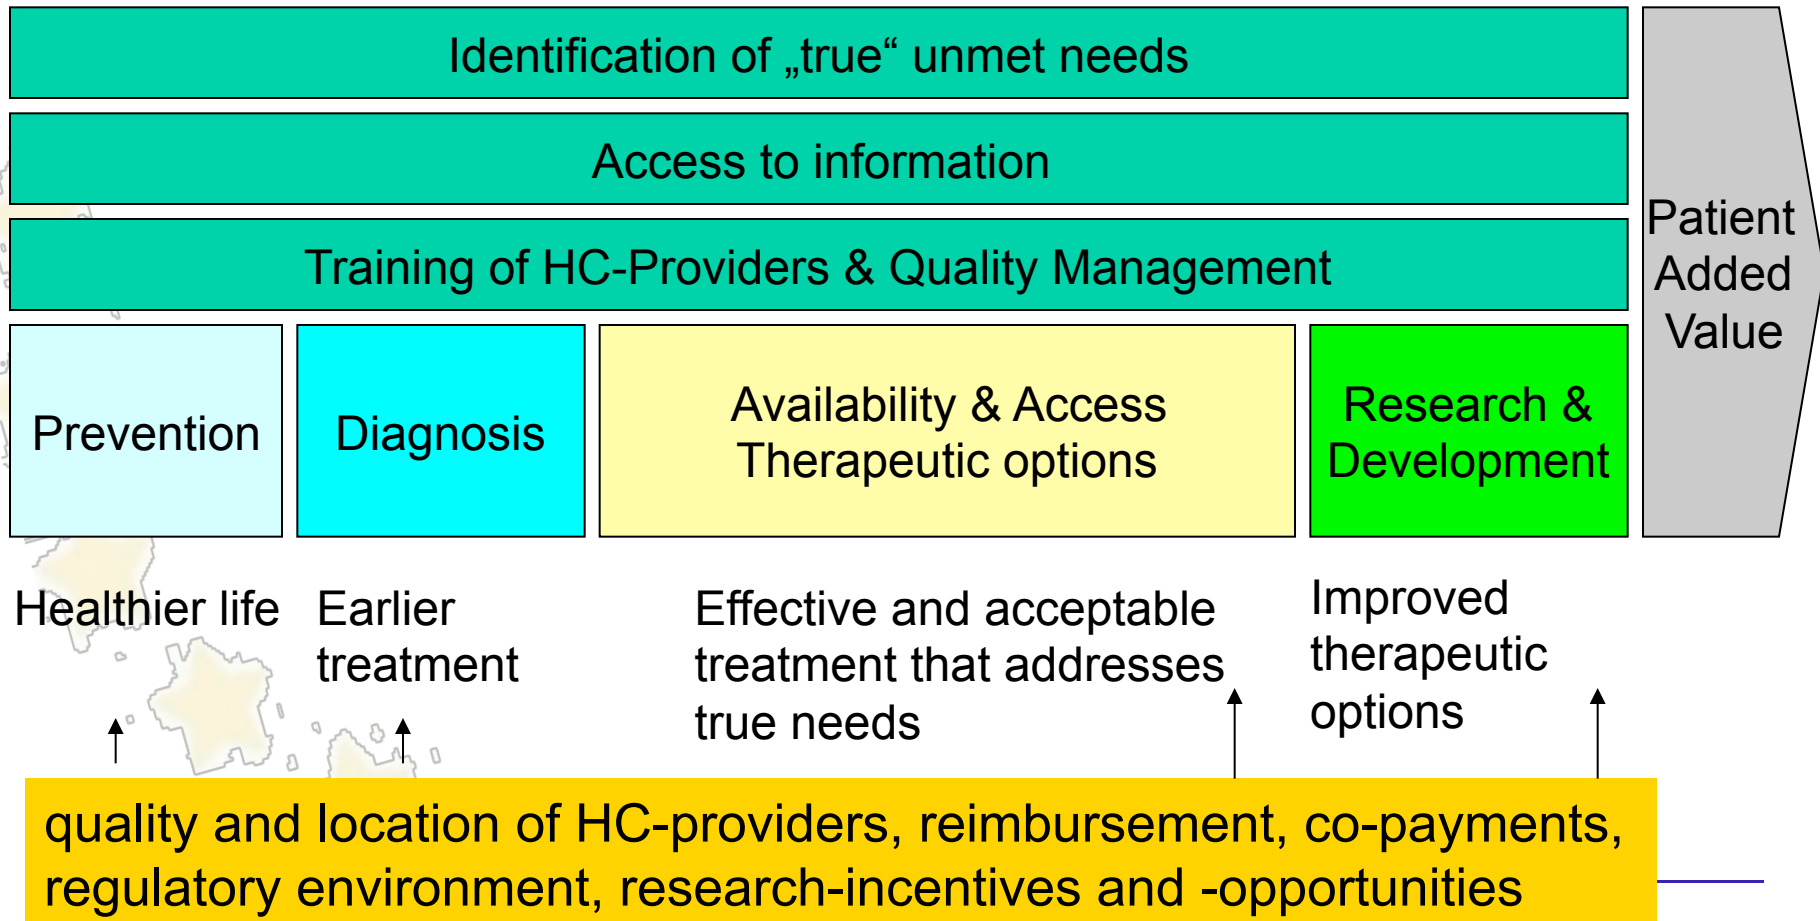 Identification of „true“ unmet needs
Access to information
Training of HC-Providers & Quality Management
Patient
Added
Value
Prevention
Diagnosis
Availability & Access
Therapeutic options
Research &
Development
Healthier life
Earlier
treatment
Effective and acceptable
treatment that addresses
true needs
Improved
therapeutic
options
quality and location of HC-providers, reimbursement, co-payments,
regulatory environment, research-incentives and -opportunities